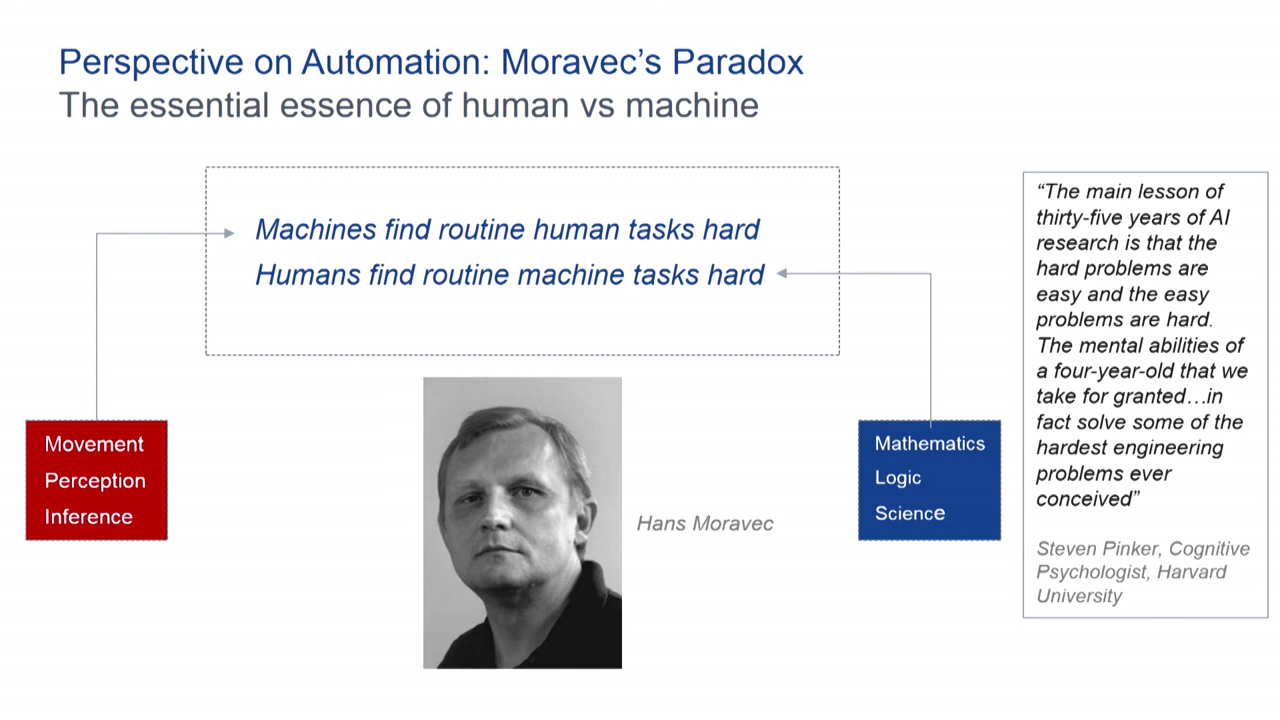 Perspective on Automation: Moravec’s Paradox
The essential essence of human vs machine
Machines find routine human tasks hard
Humans find routine machine tasks hard
Movement
Perception
Inference
Hans Moravec
Mathematics
Logic
Science
“The main lesson of
thirty-five years of AI
research is that the
hard problems are
easy and the easy
problems are hard.
The mental abilities of
a four-year-old that we
take for granted…in
fact solve some of the
hardest engineering
problems ever
conceived”
Steven Pinker, Cognitive
Psychologist, Harvard
University